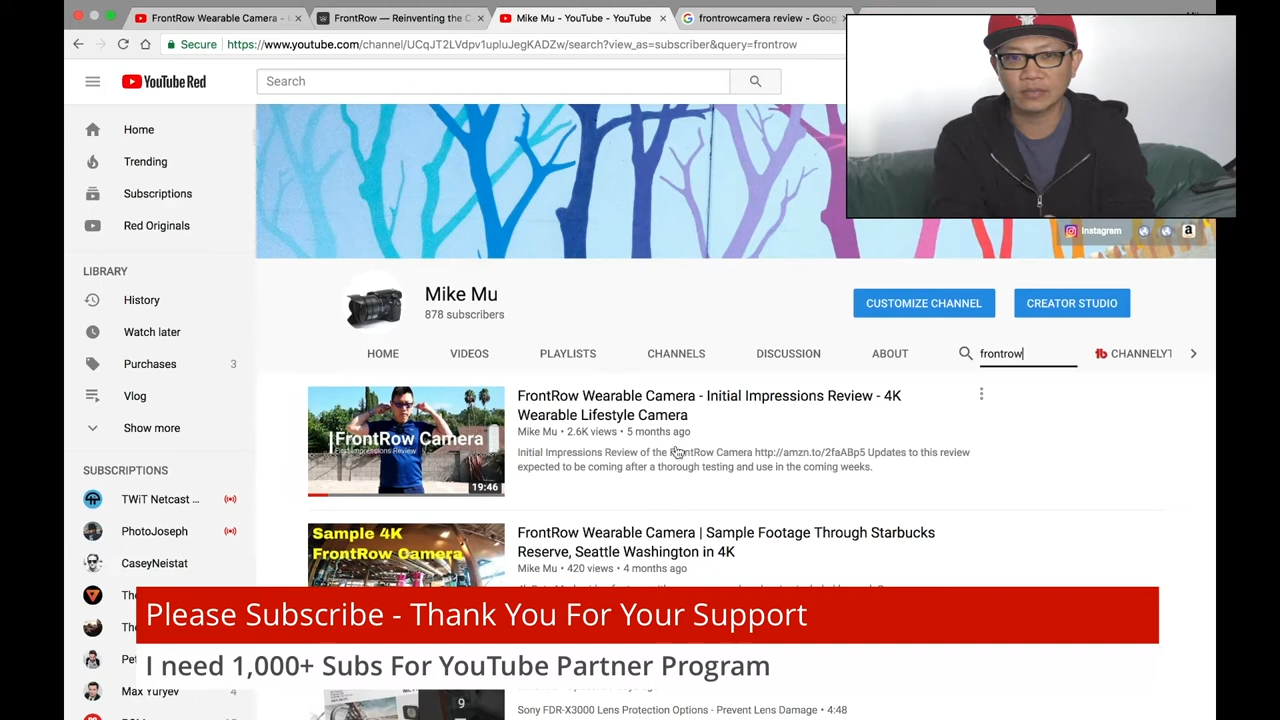 FrontRow Wearable Camera -
FrontRow — Reinventing the C
Mike Mu - YouTube - YouTube
frontrowcamera review - Goog
Secure
https://www.youtube.com/channel/UCqJT2LVdpv1upluJegKADZw/search?view_as=subscriber&query=frontrow
YouTube Red
Search
Home
Trending
Subscriptions
Red Originals
LIBRARY
History
Watch later
Purchases 3
Vlog
Show more
SUBSCRIPTIONS
TWiT Netcast ...
PhotoJoseph
CaseyNeistat
Max Yuryev 4
Instagram
Mike Mu
878 subscribers
CUSTOMIZE CHANNEL
CREATOR STUDIO
HOME VIDEOS PLAYLISTS CHANNELS DISCUSSION ABOUT frontrow CHANNELYT
FrontRow Camera
First Impressions Review
19:46
FrontRow Wearable Camera - Initial Impressions Review - 4K
Wearable Lifestyle Camera
Mike Mu • 2.6K views • 5 months ago
Initial Impressions Review of the FrontRow Camera http://amzn.to/2faABp5 Updates to this review
expected to be coming after a thorough testing and use in the coming weeks.
Sample 4K
FrontRow Camera
FrontRow Wearable Camera | Sample Footage Through Starbucks
Reserve, Seattle Washington in 4K
Mike Mu • 420 views • 4 months ago
Please Subscribe - Thank You For Your Support
I need 1,000+ Subs For YouTube Partner Program
9
Sony FDR-X3000 Lens Protection Options - Prevent Lens Damage • 4:48